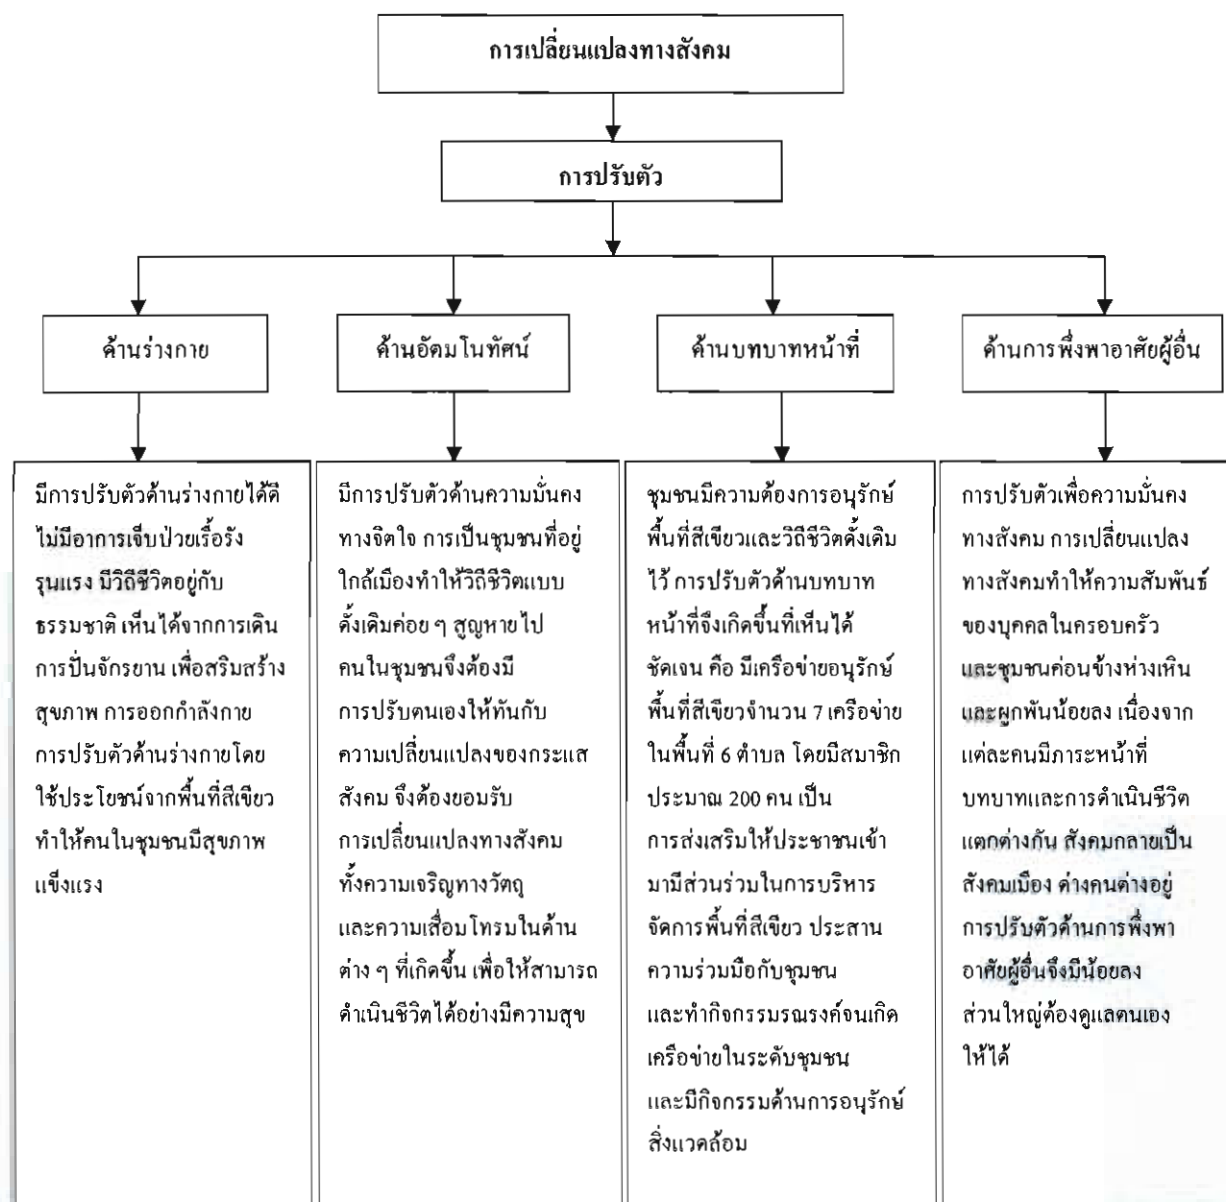 การเปลี่ยนแปลงทางสังคม
การปรับตัว
ด้านร่างกาย
ด้านอัตมโนทัศน์
ด้านบทบาทหน้าที่
ด้านการพึ่งพาอาศัยผู้อื่น
มีการปรับตัวด้านร่างกายได้ดี
ไม่มีอาการเจ็บป่วยเรื้อรัง
รุนแรง มีวิถีชีวิตอยู่กับ
ธรรมชาติ เห็นได้จากการเดิน
การปั่นจักรยาน เพื่อสริมสร้าง
สุขภาพ การออกกำลังกาย
การปรับตัวด้านร่างกายโดย
ใช้ประโยชน์จากพื้นที่สีเขียว
ทำให้คนในชุมชนมีสุขภาพ
แข็งแรง
มีการปรับตัวด้านความมั่นคง
ทางจิตใจ การเป็นชุมชนที่อยู่
ใกล้เมืองทำให้วิถีชีวิตแบบ
ดั้งเดิมค่อย ๆ สูญหายไป
คนในชุมชนจึงต้องมี
การปรับตนเองให้ทันกับ
ความเปลี่ยนแปลงของกระแส
สังคม จึงต้องยอมรับ
การเปลี่ยนแปลงทางสังคม
ทั้งความเจริญทางวัตถุ
และความเสื่อมโทรมในด้าน
ต่าง ๆ ที่เกิดขึ้น เพื่อให้สามารถ
ดำเนินชีวิตได้อย่างมีความสุข
ชุมชนมีความต้องการอนุรักษ์
พื้นที่สีเขียวและวิถีชีวิตดั้งเดิม
ไว้ การปรับตัวด้านบทบาท
หน้าที่จึงเกิดขึ้นที่เห็นได้
ชัดเจน คือ มีเครือข่ายอนุรักษ์
พื้นที่สีเขียวจำนวน 7 เครือข่าย
ในพื้นที่ 6 ตำบล โดยมีสมาชิก
ประมาณ 200 คน เป็น
การส่งเสริมให้ประชาชนเข้า
มามีส่วนร่วมในการบริหาร
จัดการพื้นที่สีเขียว ประสาน
ความร่วมมือกับชุมชน
และทำกิจกรรมรณรงค์จนเกิด
เครือข่ายในระดับชุมชน
และมีกิจกรรมด้านการอนุรักษ์
สิ่งแวดล้อม
การปรับตัวเพื่อความมั่นคง
ทางสังคม การเปลี่ยนแปลง
ทางสังคมทำให้ความสัมพันธ์
ของบุคคลในครอบครัว
และชุมชนค่อนข้างห่างเหิน
และผูกพันน้อยลง เนื่องจาก
แต่ละคนมีภาระหน้าที่
บทบาทและการดำเนินชีวิต
แตกต่างกัน สังคมกลายเป็น
สังคมเมือง ต่างคนต่างอยู่
การปรับตัวด้านการพึ่งพา
อาศัยผู้อื่นจึงมีน้อยลง
ส่วนใหญ่ต้องดูแลตนเอง
ให้ได้